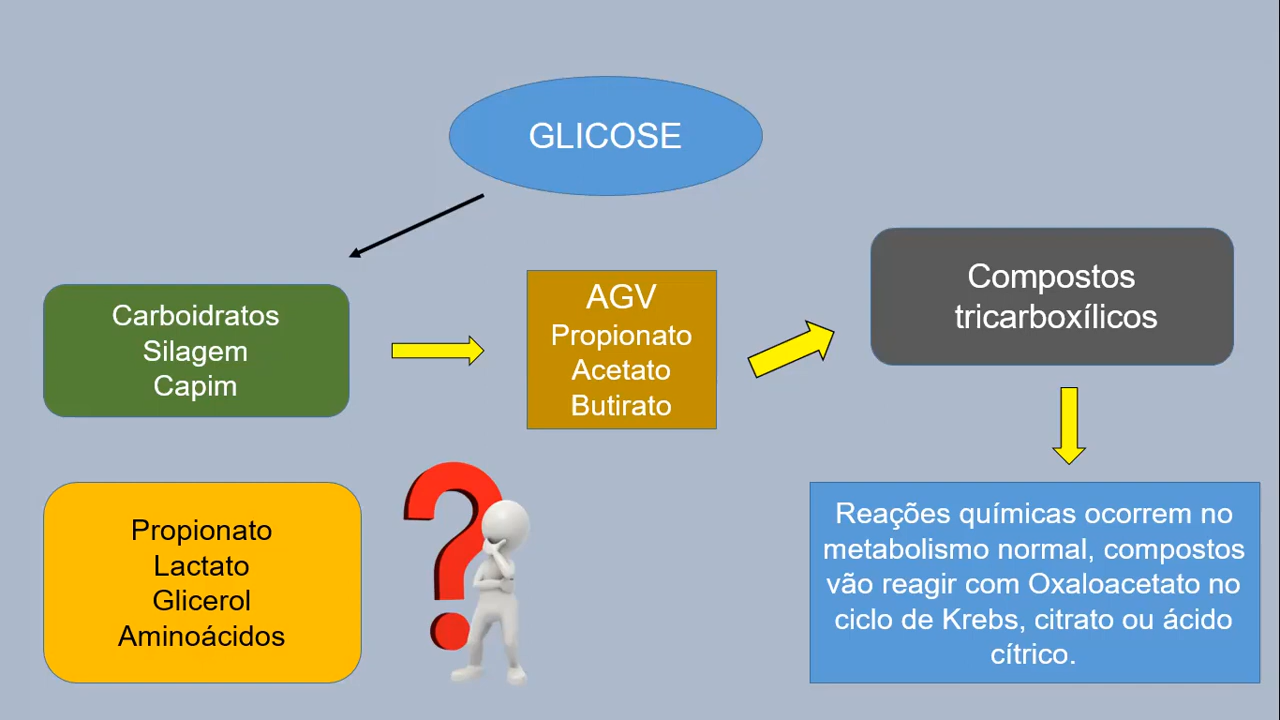 GLICOSE
Carboidratos
Silagem
Capim
AGV
Propionato
Acetato
Butirato
Compostos
tricarboxílicos
Propionato
Lactato
Glicerol
Aminoácidos
Reações químicas ocorrem no
metabolismo normal, compostos
vão reagir com Oxaloacetato no
ciclo de Krebs, citrato ou ácido
cítrico.